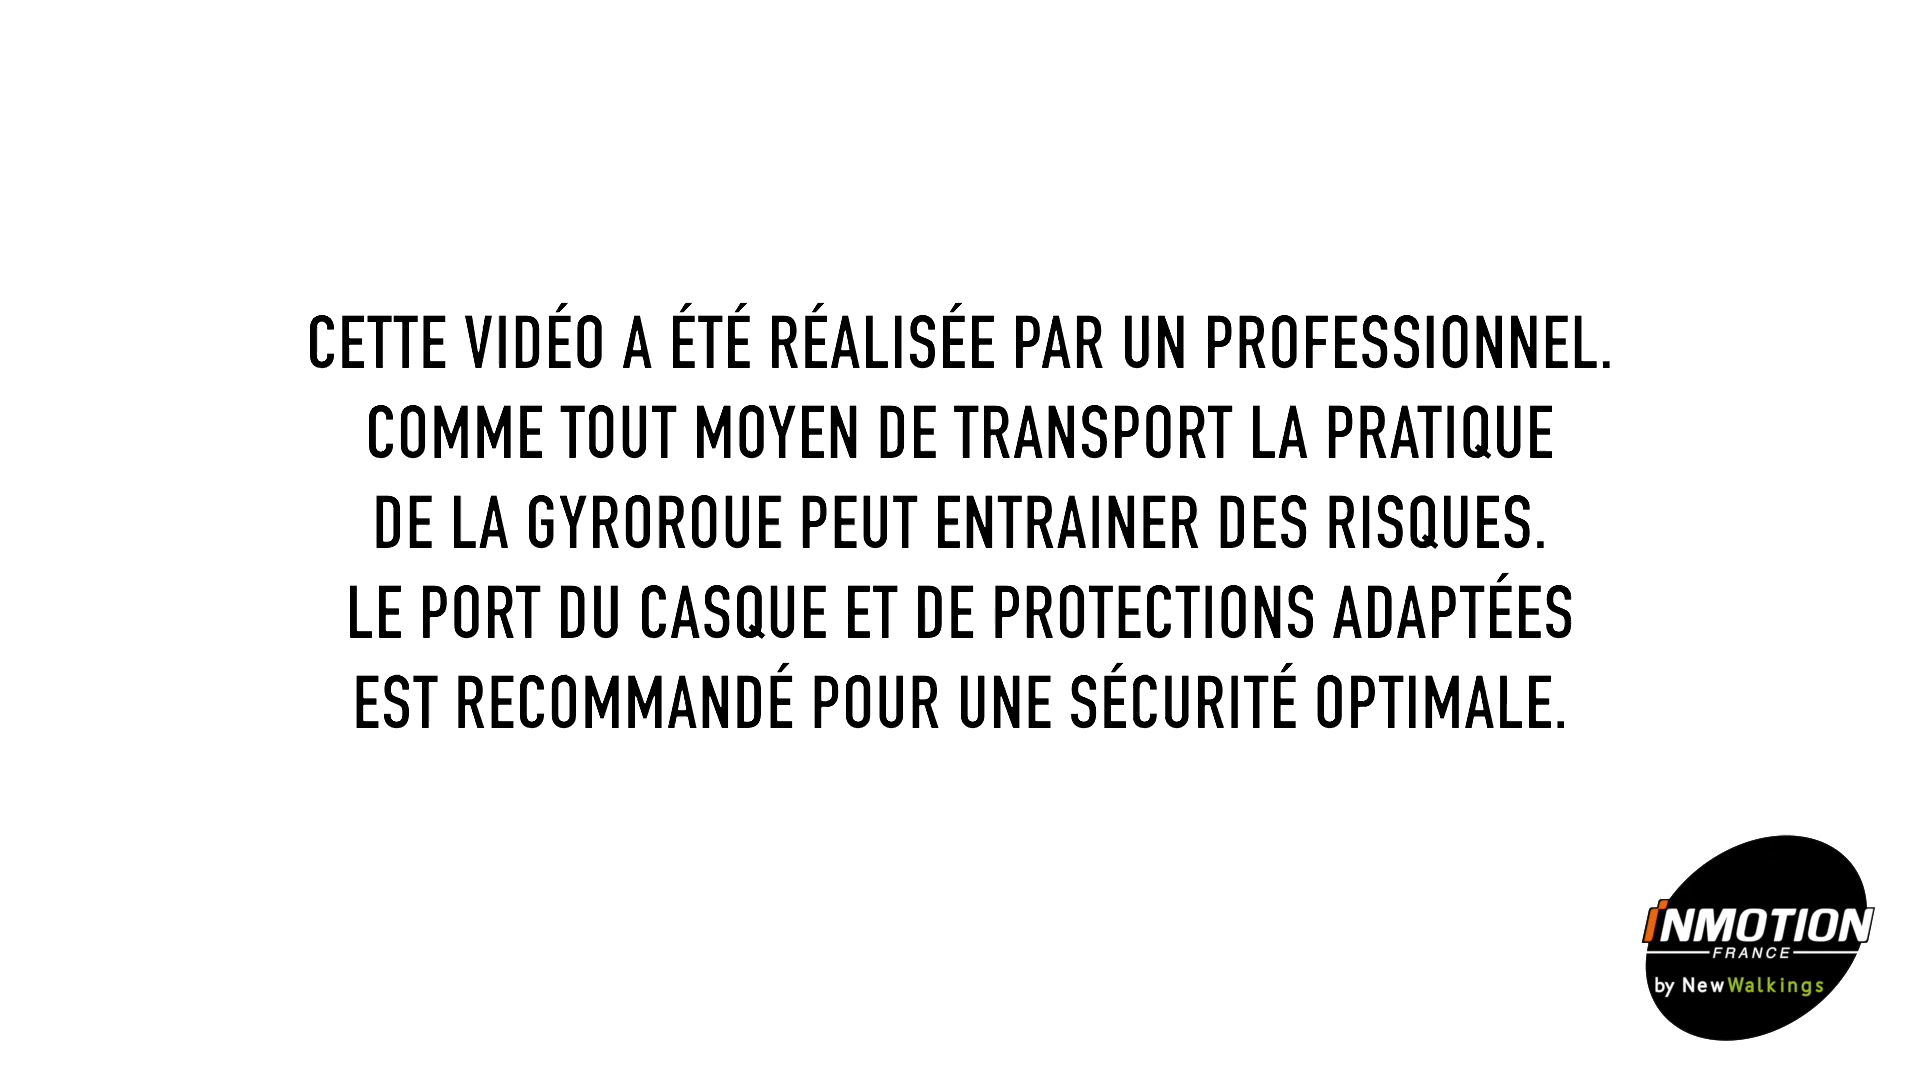 CETTE VIDÉO A ÉTÉ RÉALISÉE PAR UN PROFESSIONNEL.
COMME TOUT MOYEN DE TRANSPORT LA PRATIQUE
DE LA GYROROUE PEUT ENTRAINER DES RISQUES.
LE PORT DU CASQUE ET DE PROTECTIONS ADAPTÉES
EST RECOMMANDÉ POUR UNE SÉCURITÉ OPTIMALE.
INMOTION
FRANCE
by NewWalkings